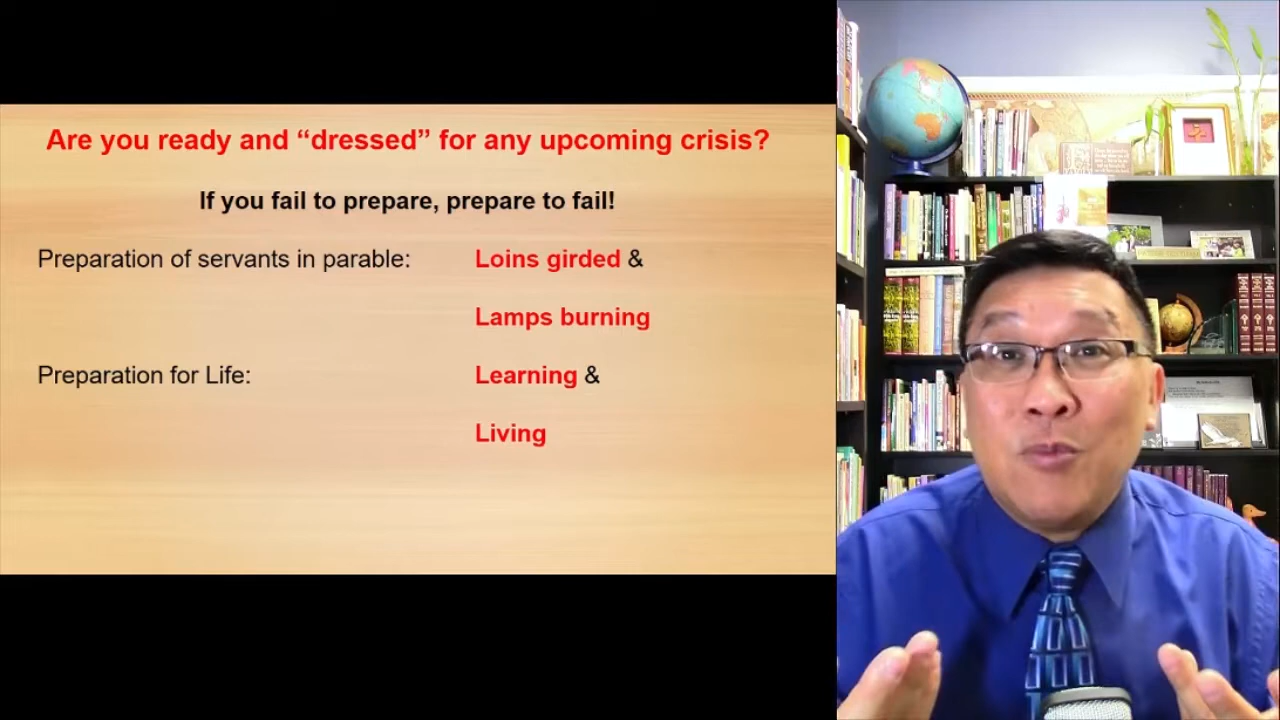 Are you ready and “dressed” for any upcoming crisis?
If you fail to prepare, prepare to fail!
Preparation of servants in parable: Loins girded &
Lamps burning
Preparation for Life: Learning &
Living